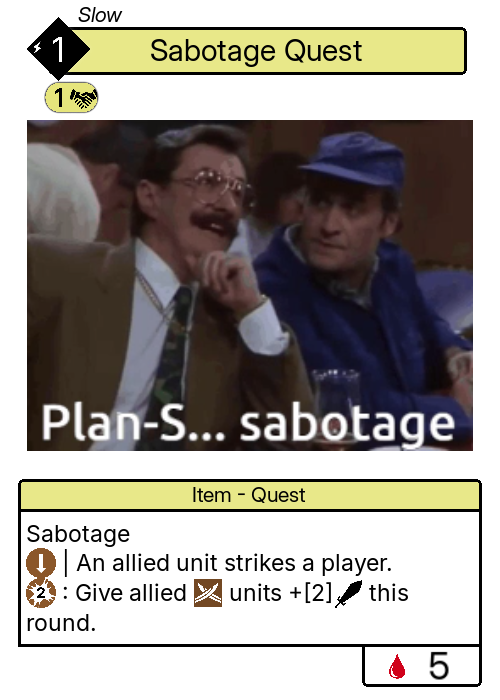 Slow
1 Sabotage Quest
1
Plan-S... sabotage
Item - Quest
Sabotage
| An allied unit strikes a player.
2 : Give allied units +[2] this
round.
5